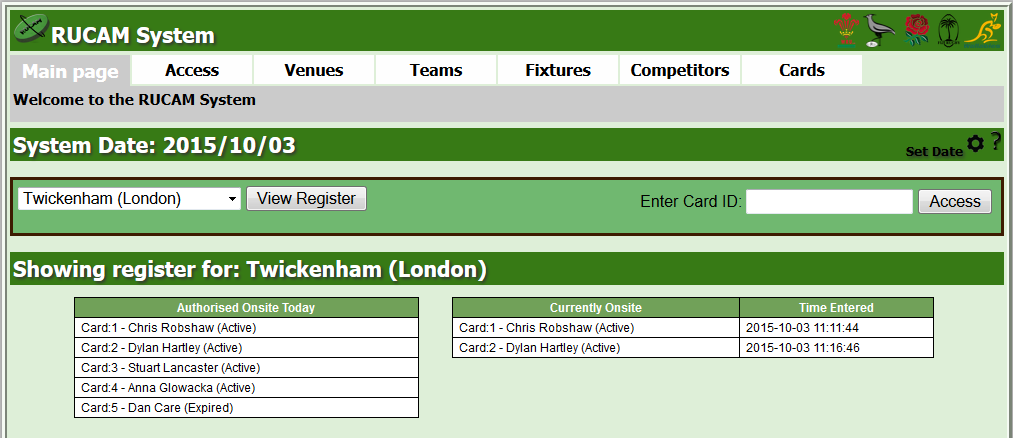 RUCAM System
Main page Access Venues Teams Fixtures Competitors Cards
Welcome to the RUCAM System
System Date: 2015/10/03 Set Date ?
Twickenham (London) View Register Enter Card ID: Access
Showing register for: Twickenham (London)
Authorised Onsite Today Currently Onsite Time Entered
Card:1 - Chris Robshaw (Active) Card:1 - Chris Robshaw (Active) 2015-10-03 11:11:44
Card:2 - Dylan Hartley (Active) Card:2 - Dylan Hartley (Active) 2015-10-03 11:16:46
Card:3 - Stuart Lancaster (Active)
Card:4 - Anna Glowacka (Active)
Card:5 - Dan Care (Expired)